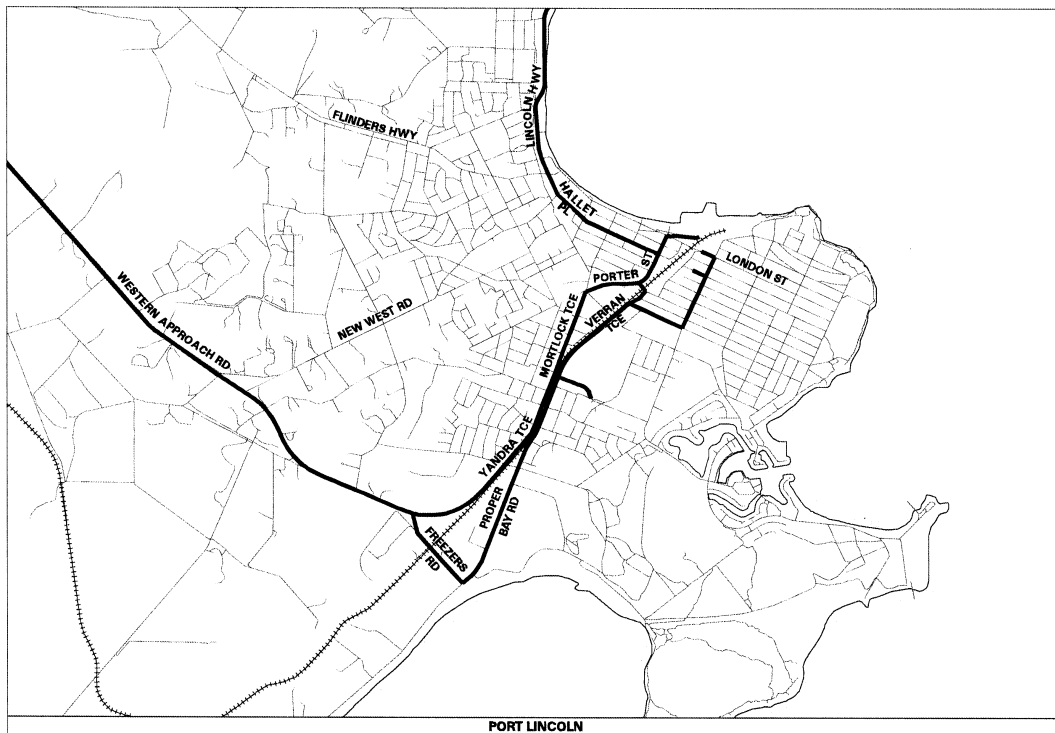 LINCOLN HWY
FLINDERS HWY
HALLET
PL
LONDON ST
ST
PORTER
WESTERN APPROACH RD
NEW WEST RD
MORTLOCK TCE
VERRAN
TCE
YANDRA TCE
PROPER
BAY RD
FREEZERS
RD
PORT LINCOLN